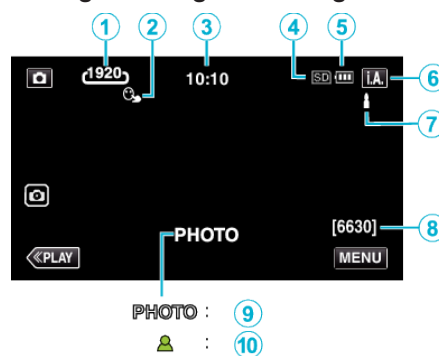 1 2 3 4 5
1920 10:10 SD i.A. 6
7
PHOTO [6630] 8
≪PLAY MENU
PHOTO : 9
: 10